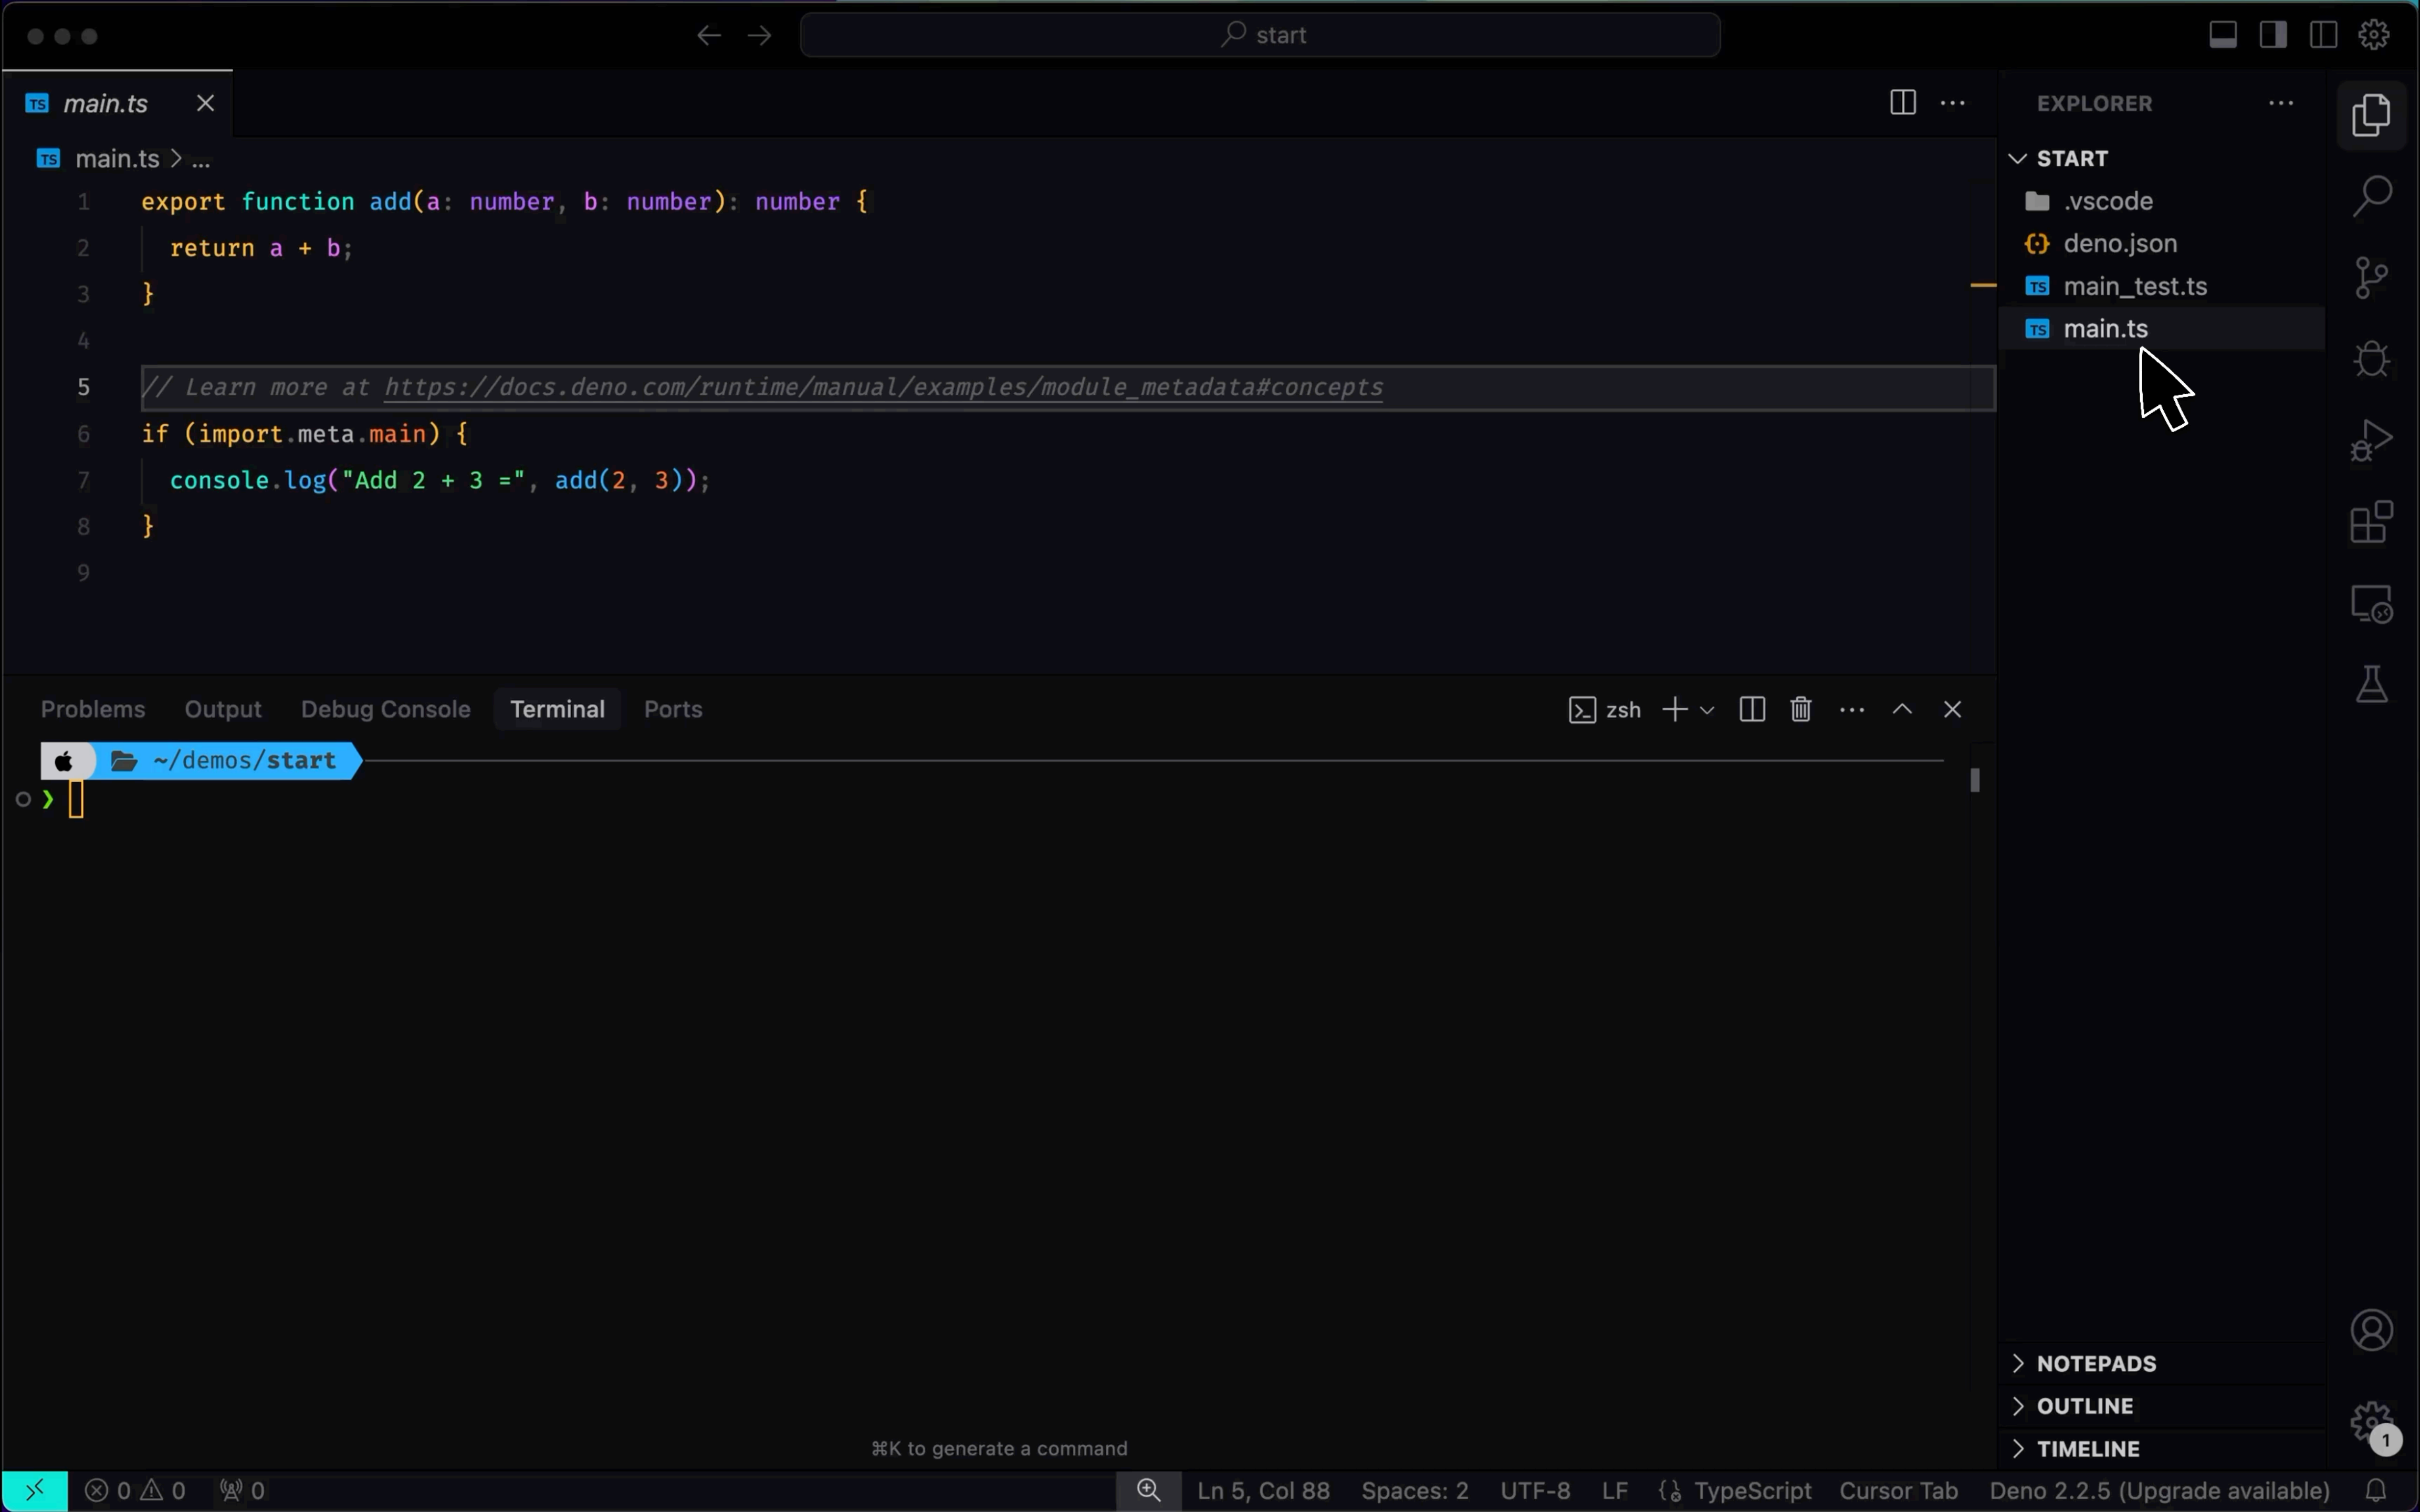 start
TS main.ts
TS main.ts > ...
1 export function add(a: number, b: number): number {
2 return a + b;
3 }
4
5 // Learn more at https://docs.deno.com/runtime/manual/examples/module_metadata#concepts
6 if (import.meta.main) {
7 console.log("Add 2 + 3 =", add(2, 3));
8 }
9
EXPLORER
START
.vscode
deno.json
TS main_test.ts
TS main.ts
Problems Output Debug Console Terminal Ports
zsh
~/demos/start
❯
⌘K to generate a command
NOTEPADS
OUTLINE
TIMELINE
1
0 0 0
Ln 5, Col 88 Spaces: 2 UTF-8 LF TypeScript Cursor Tab Deno 2.2.5 (Upgrade available)